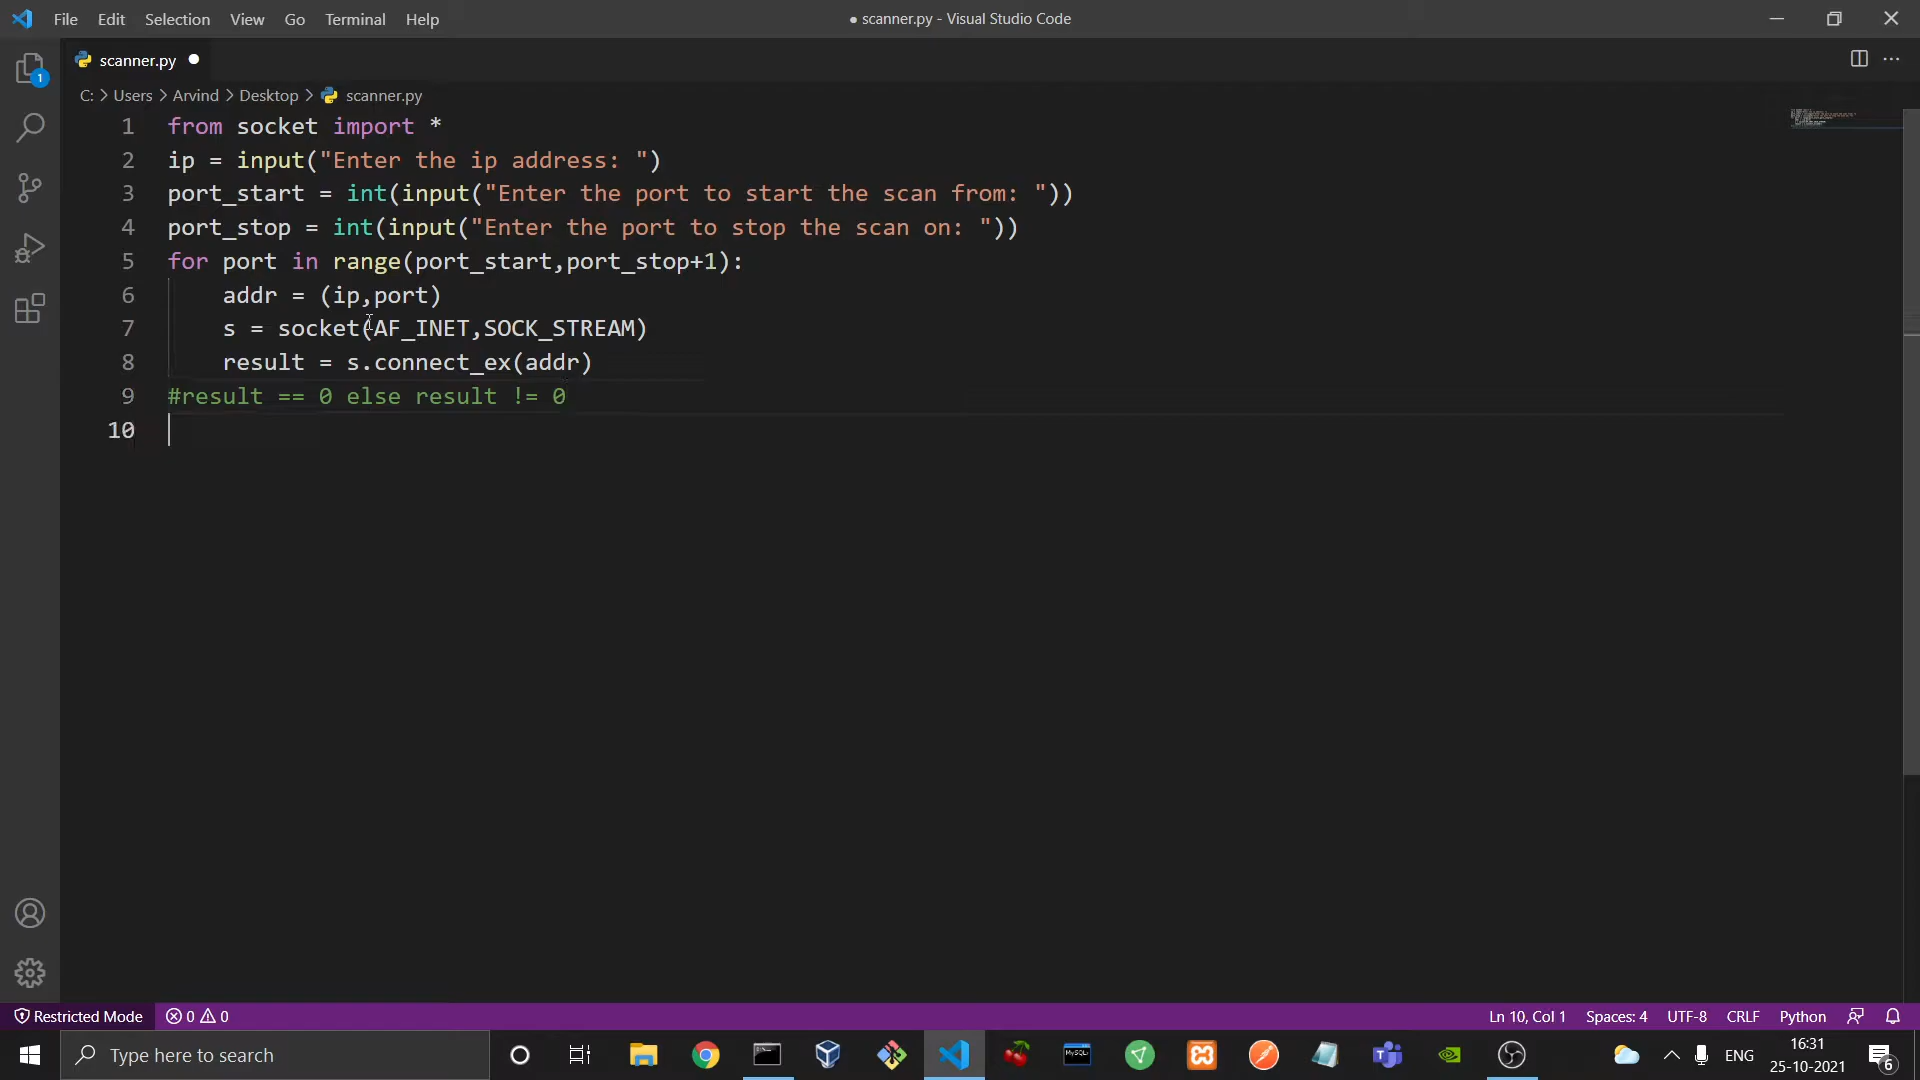 File Edit Selection View Go Terminal Help
● scanner.py - Visual Studio Code
scanner.py ●
C: > Users > Arvind > Desktop > scanner.py
1 from socket import *
2 ip = input("Enter the ip address: ")
3 port_start = int(input("Enter the port to start the scan from: "))
4 port_stop = int(input("Enter the port to stop the scan on: "))
5 for port in range(port_start,port_stop+1):
6     addr = (ip,port)
7     s = socket(AF_INET,SOCK_STREAM)
8     result = s.connect_ex(addr)
9 #result == 0 else result != 0
10
1
Restricted Mode 0 0 Ln 10, Col 1 Spaces: 4 UTF-8 CRLF Python
Type here to search
MySQL
ENG
16:31
25-10-2021
6